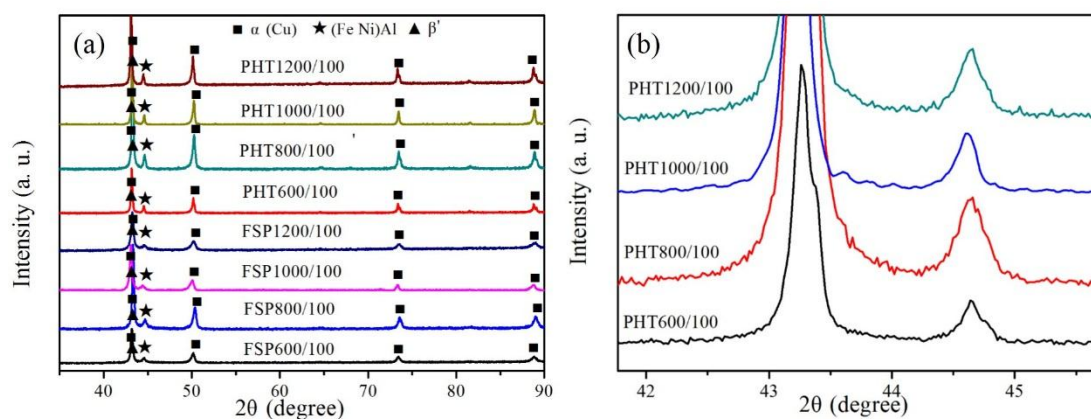 (a)
■ α (Cu) ★ (Fe Ni)Al ▲ β'
PHT1200/100
PHT1000/100
PHT800/100
'
PHT600/100
FSP1200/100
FSP1000/100
FSP800/100
FSP600/100
40 50 60 70 80 90
2θ (degree)
Intensity (a. u.)
(b)
PHT1200/100
PHT1000/100
PHT800/100
PHT600/100
42 43 44 45
2θ (degree)
Intensity (a. u.)